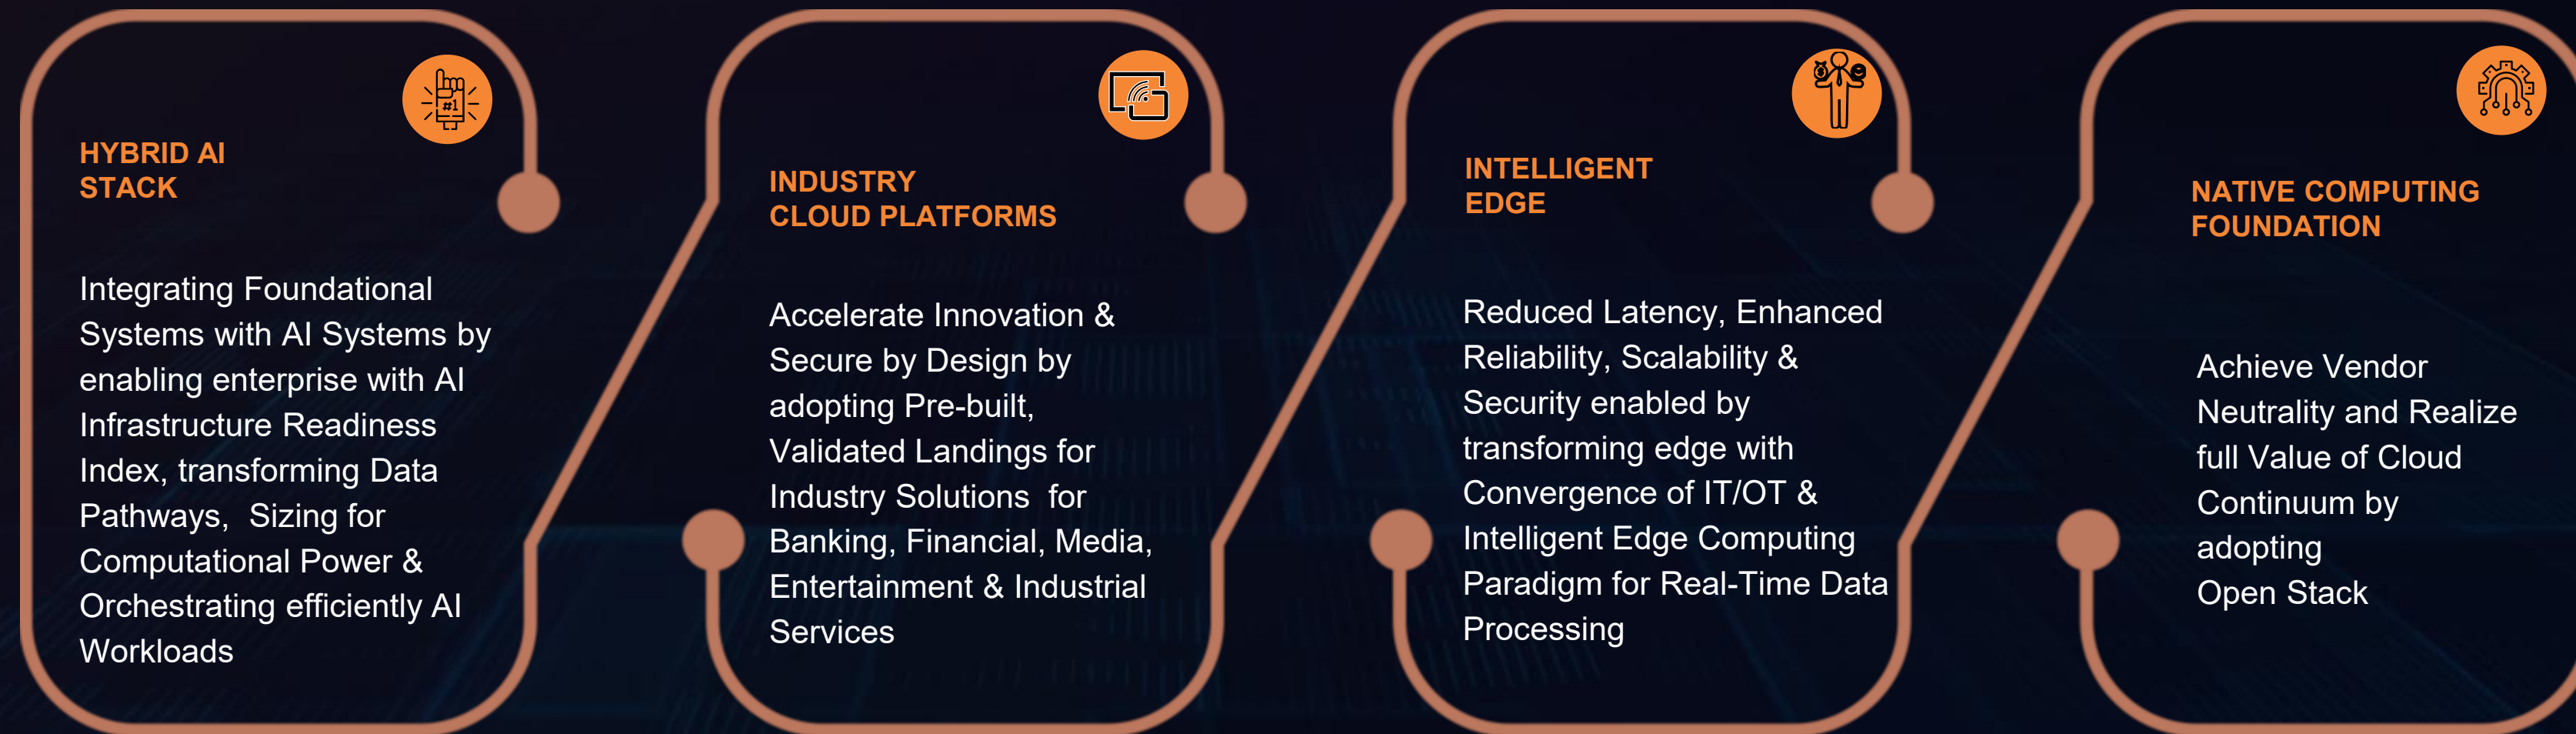 #1
HYBRID AI
STACK
Integrating Foundational
Systems with AI Systems by
enabling enterprise with AI
Infrastructure Readiness
Index, transforming Data
Pathways,  Sizing for
Computational Power &
Orchestrating efficiently AI
Workloads
INDUSTRY
CLOUD PLATFORMS
Accelerate Innovation &
Secure by Design by
adopting Pre-built,
Validated Landings for
Industry Solutions  for
Banking, Financial, Media,
Entertainment & Industrial
Services
INTELLIGENT
EDGE
Reduced Latency, Enhanced
Reliability, Scalability &
Security enabled by
transforming edge with
Convergence of IT/OT &
Intelligent Edge Computing
Paradigm for Real-Time Data
Processing
NATIVE COMPUTING
FOUNDATION
Achieve Vendor
Neutrality and Realize
full Value of Cloud
Continuum by
adopting
Open Stack